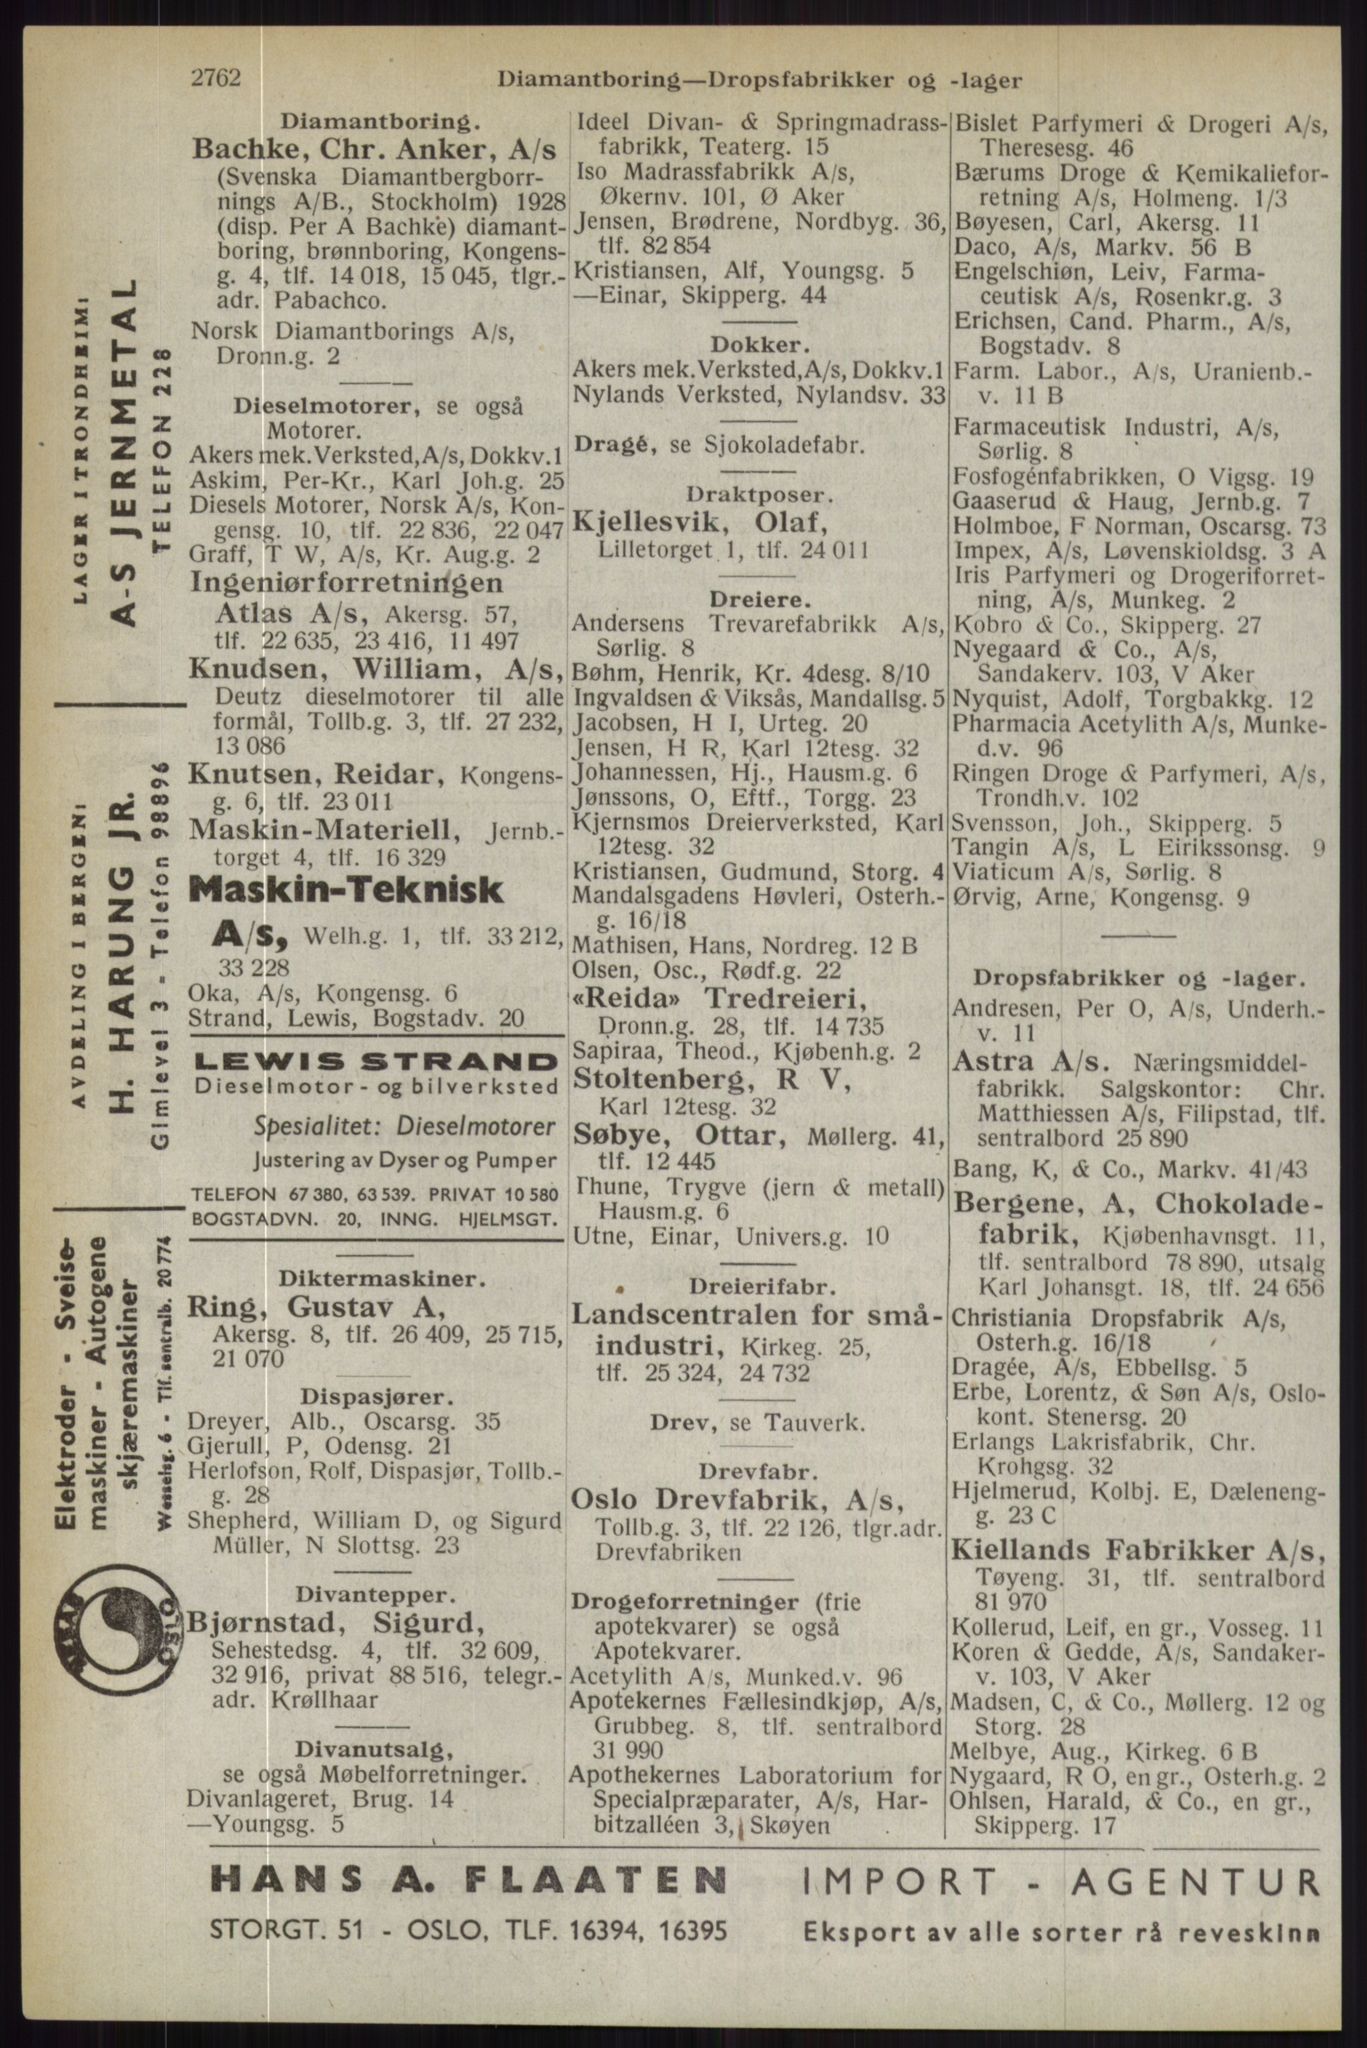 2762
Diamantboring—Dropsfabrikker og -lager
Diamantboring.
Bachke, Chr. Anker, A/s
(Svenska Diamantbergborr-
nings A/B., Stockholm) 1928
(disp. Per A Bachke) diamant-
boring, brønnboring, Kongens-
g. 4, tlf. 14 018, 15 045, tlgr.-
adr. Pabachco.
Norsk Diamantborings A/s,
Dronn.g. 2
Dieselmotorer, se også
Motorer.
Akers mek. Verksted, A/s, Dokkv. 1
Askim, Per-Kr., Karl Joh.g. 25
Diesels Motorer, Norsk A/s, Kon-
gensg. 10, tlf. 22 836, 22 047
Graff, T W, A/s, Kr. Aug.g. 2
Ingeniørforretningen
Atlas A/s, Akersg. 57,
tlf. 22 635, 23 416, 11 497
Knudsen, William, A/s,
Deutz dieselmotorer til alle
formål, Tollb.g. 3, tlf. 27 232,
13 086
Knutsen, Reidar, Kongens-
g. 6, tlf. 23 011
Maskin-Materiell, Jernb.-
torget 4, tlf. 16 329
Maskin-Teknisk
A/s, Welh.g. 1, tlf. 33 212,
33 228
Oka, A/s, Kongensg. 6
Strand, Lewis, Bogstadv. 20
LEWIS STRAND
Dieselmotor- og bilverksted
Spesialitet: Dieselmotorer
Justering av Dyser og Pumper
TELEFON 67 380, 63 539. PRIVAT 10 580
BOGSTADVN. 20, INNG. HJELMSGT.
Diktermaskiner.
Ring, Gustav A,
Akersg. 8, tlf. 26 409, 25 715,
21 070
Dispasjører.
Dreyer, Alb., Oscarsg. 35
Gjerull, P, Odensg. 21
Herlofson, Rolf, Dispasjør, Tollb.-
g. 28
Shepherd, William D, og Sigurd
Müller, N Slottsg. 23
Divantepper.
Bjørnstad, Sigurd,
Sehestedsg. 4, tlf. 32 609,
32 916, privat 88 516, telegr.-
adr. Krøllhaar
Divanutsalg,
se også Møbelforretninger.
Divanlageret, Brug. 14
—Youngsg. 5
Ideel Divan- & Springmadrass-
fabrikk, Teaterg. 15
Iso Madrassfabrikk A/s,
Økernv. 101, Ø Aker
Jensen, Brødrene, Nordbyg. 36,
tlf. 82 854
Kristiansen, Alf, Youngsg. 5
—Einar, Skipperg. 44
Dokker.
Akers mek. Verksted, A/s, Dokkv. 1
Nylands Verksted, Nylandsv. 33
Dragé, se Sjokoladefabr.
Draktposer.
Kjellesvik, Olaf,
Lilletorget 1, tlf. 24 011
Dreiere.
Andersens Trevarefabrikk A/s,
Sørlig. 8
Bøhm, Henrik, Kr. 4desg. 8/10
Ingvaldsen & Viksås, Mandallsg. 5
Jacobsen, H I, Urteg. 20
Jensen, H R, Karl 12tesg. 32
Johannessen, Hj., Hausm.g. 6
Jønssons, O, Eftf., Torgg. 23
Kjernsmos Dreierverksted, Karl
12tesg. 32
Kristiansen, Gudmund, Storg. 4
Mandalsgadens Høvleri, Osterh.-
g. 16/18
Mathisen, Hans, Nordreg. 12 B
Olsen, Osc., Rødf.g. 22
«Reida» Tredreieri,
Dronn.g. 28, tlf. 14 735
Sapiraa, Theod., Kjøbenh.g. 2
Stoltenberg, R V,
Karl 12tesg. 32
Søbye, Ottar, Møllerg. 41,
tlf. 12 445
Thune, Trygve (jern & metall)
Hausm.g. 6
Utne, Einar, Univers.g. 10
Dreierifabr.
Landscentralen for små-
industri, Kirkeg. 25,
tlf. 25 324, 24 732
Drev, se Tauverk.
Drevfabr.
Oslo Drevfabrik, A/s,
Tollb.g. 3, tlf. 22 126, tlgr.adr.
Drevfabriken
Drogeforretninger (frie
apotekvarer) se også
Apotekvarer.
Acetylith A/s, Munked.v. 96
Apotekernes Fællesindkjøp, A/s,
Grubbeg. 8, tlf. sentralbord
31 990
Apothekernes Laboratorium for
Specialpræparater, A/s, Har-
bitzalléen 3, Skøyen
Bislet Parfymeri & Drogeri A/s,
Theresesg. 46
Bærums Droge & Kemikaliefor-
retning A/s, Holmeng. 1/3
Bøyesen, Carl, Akersg. 11
Daco, A/s, Markv. 56 B
Engelschiøn, Leiv, Farma-
ceutisk A/s, Rosenkr.g. 3
Erichsen, Cand. Pharm., A/s,
Bogstadv. 8
Farm. Labor., A/s, Uranienb.-
v. 11 B
Farmaceutisk Industri, A/s,
Sørlig. 8
Fosfogénfabrikken, O Vigsg. 19
Gaaserud & Haug, Jernb.g. 7
Holmboe, F Norman, Oscarsg. 73
Impex, A/s, Løvenskioldsg. 3 A
Iris Parfymeri og Drogeriforret-
ning, A/s, Munkeg. 2
Kobro & Co., Skipperg. 27
Nyegaard & Co., A/s,
Sandakerv. 103, V Aker
Nyquist, Adolf, Torgbakkg. 12
Pharmacia Acetylith A/s, Munke-
d.v. 96
Ringen Droge & Parfymeri, A/s,
Trondh.v. 102
Svensson, Joh., Skipperg. 5
Tangin A/s, L Eirikssonsg. 9
Viaticum A/s, Sørlig. 8
Ørvig, Arne, Kongensg. 9
Dropsfabrikker og -lager.
Andresen, Per O, A/s, Underh.-
v. 11
Astra A/s. Næringsmiddel-
fabrikk. Salgskontor: Chr.
Matthiessen A/s, Filipstad, tlf.
sentralbord 25 890
Bang, K, & Co., Markv. 41/43
Bergene, A, Chokolade-
fabrik, Kjøbenhavnsgt. 11,
tlf. sentralbord 78 890, utsalg
Karl Johansgt. 18, tlf. 24 656
Christiania Dropsfabrik A/s,
Osterh.g. 16/18
Dragée, A/s, Ebbellsg. 5
Erbe, Lorentz, & Søn A/s, Oslo-
kont. Stenersg. 20
Erlangs Lakrisfabrik, Chr.
Krohgsg. 32
Hjelmerud, Kolbj. E, Dæleneng-
g. 23 C
Kiellands Fabrikker A/s,
Tøyeng. 31, tlf. sentralbord
81 970
Kollerud, Leif, en gr., Vosseg. 11
Koren & Gedde, A/s, Sandaker-
v. 103, V Aker
Madsen, C, & Co., Møllerg. 12 og
Storg. 28
Melbye, Aug., Kirkeg. 6 B
Nygaard, R O, en gr., Osterh.g. 2
Ohlsen, Harald, & Co., en gr.,
Skipperg. 17
LAGER I TRONDHEIM:
A-S JERNMETAL
TELEFON 228
AVDELING I BERGEN:
H. HARUNG JR.
Gimlevei 3 - Telefon 98896
Elektroder - Sveise-
maskiner - Autogene
skjæremaskiner
Wesselsg. 6 - Tlf. sentralb. 20 774
OSLO
HANS A. FLAATEN
STORGT. 51 - OSLO, TLF. 16394, 16395
IMPORT - AGENTUR
Eksport av alle sorter rå reveskinn